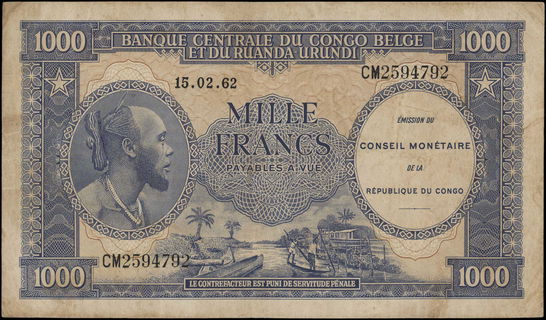 1000 BANQUE CENTRALE DU CONGO BELGE 1000
ET DU RUANDA-URUNDI
15.02.62
CM2594792
MILLE
FRANCS
PAYABLES A VUE
ÉMISSION DU
CONSEIL MONÉTAIRE
DE LA
RÉPUBLIQUE DU CONGO
CM2594792
1000 1000
LE CONTREFACTEUR EST PUNI DE SERVITUDE PÉNALE